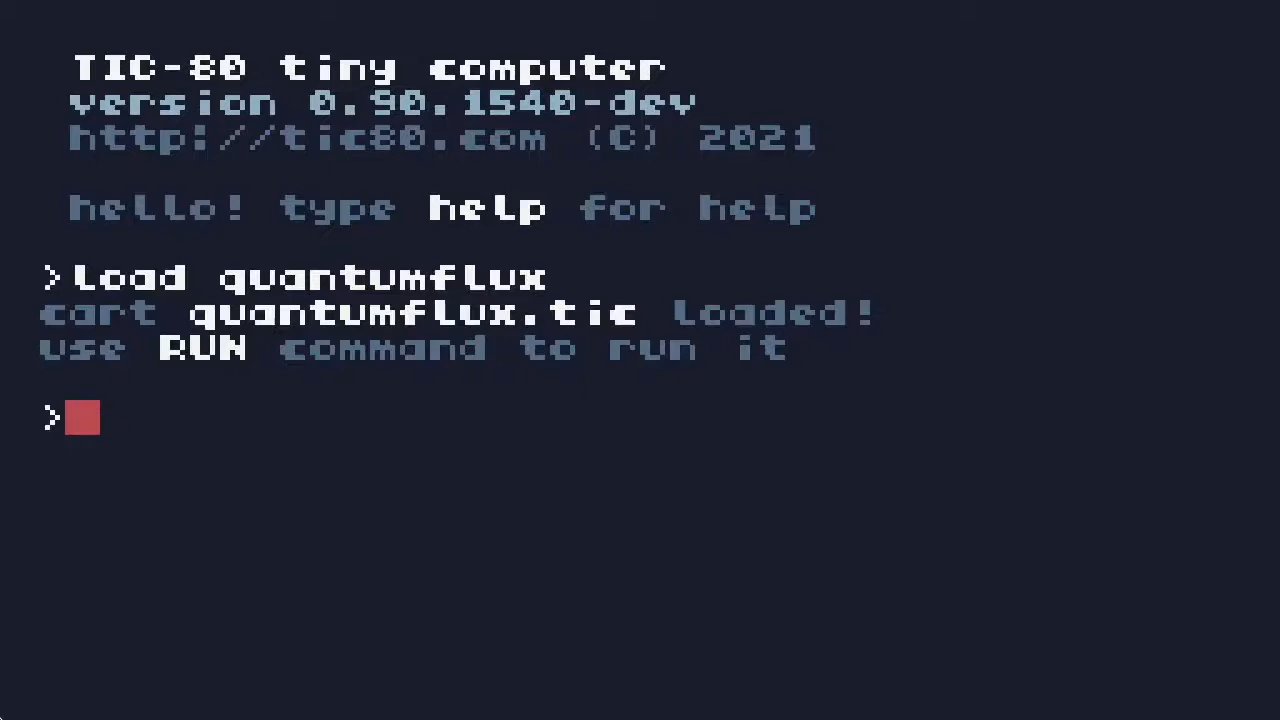 TIC-80 tiny computer
version 0.90.1540-dev
http://tic80.com (C) 2021
hello! type help for help
>load quantumflux
cart quantumflux.tic loaded!
use RUN command to run it
>